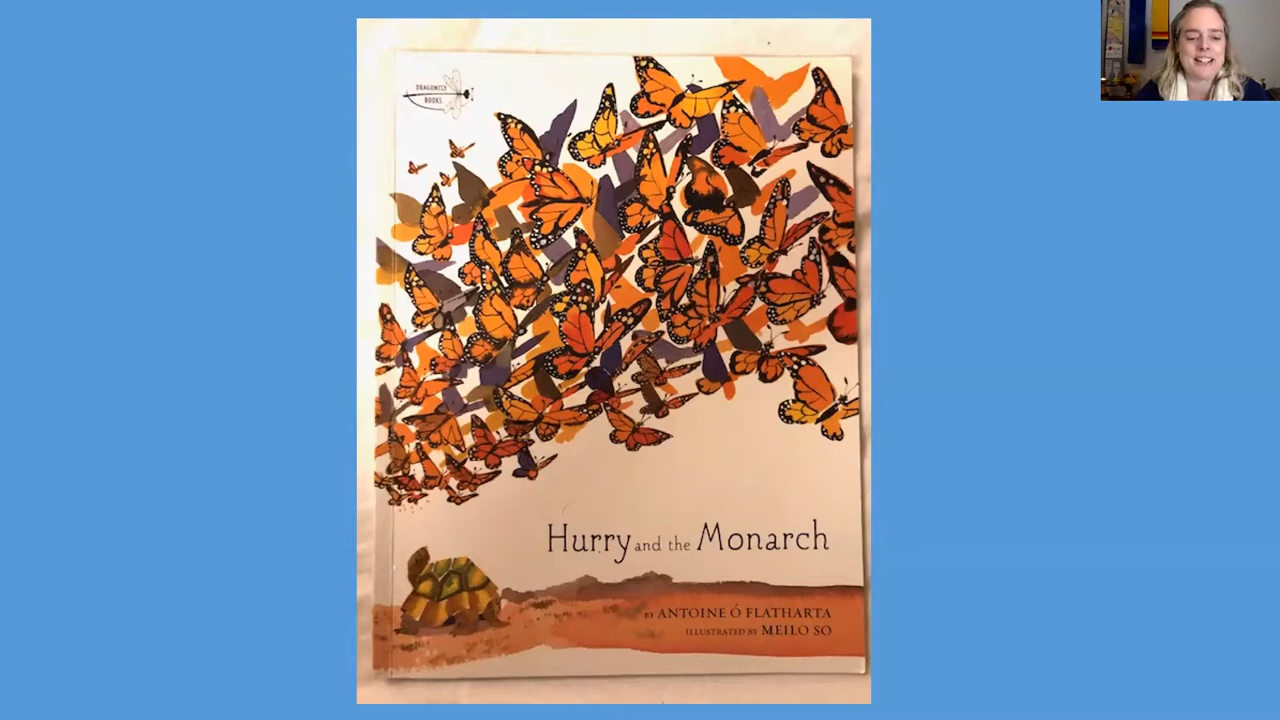 DRAGONFLY
BOOKS
Hurry and the Monarch
BY ANTOINE Ó FLATHARTA
ILLUSTRATED BY MEILO SO